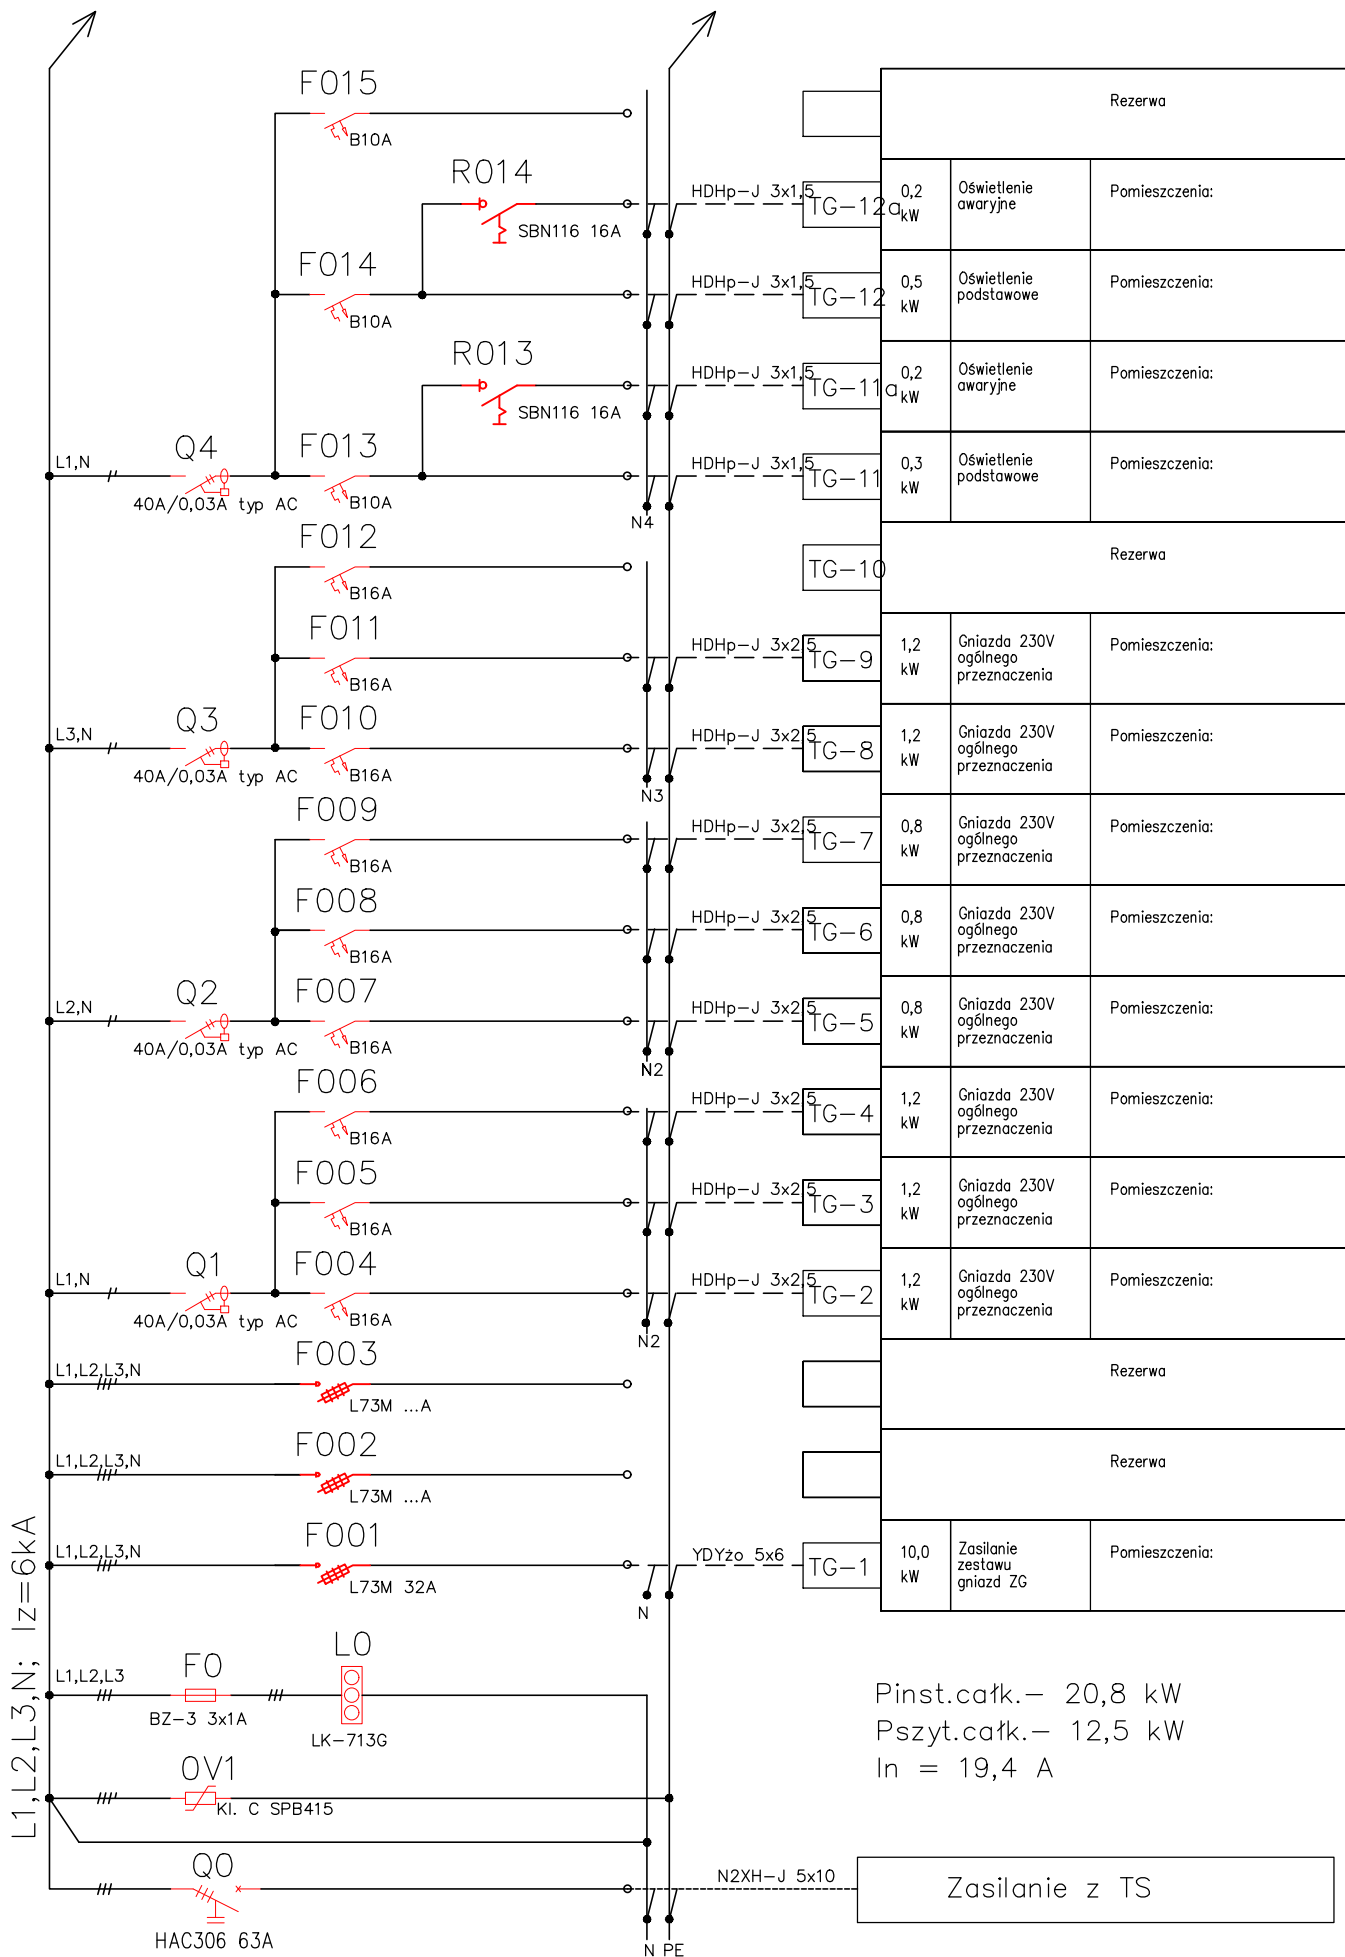 F015
B10A
Rezerwa
R014
SBN116 16A
HDHp-J 3x1,5
TG-12a
0,2
kW
Oświetlenie
awaryjne
Pomieszczenia:
F014
B10A
HDHp-J 3x1,5
TG-12
0,5
kW
Oświetlenie
podstawowe
Pomieszczenia:
R013
SBN116 16A
HDHp-J 3x1,5
TG-11a
0,2
kW
Oświetlenie
awaryjne
Pomieszczenia:
L1,N
Q4
40A/0,03A typ AC
F013
B10A
N4
HDHp-J 3x1,5
TG-11
0,3
kW
Oświetlenie
podstawowe
Pomieszczenia:
F012
B16A
TG-10
Rezerwa
F011
B16A
HDHp-J 3x2,5
TG-9
1,2
kW
Gniazda 230V
ogólnego
przeznaczenia
Pomieszczenia:
L3,N
Q3
40A/0,03A typ AC
F010
B16A
N3
HDHp-J 3x2,5
TG-8
1,2
kW
Gniazda 230V
ogólnego
przeznaczenia
Pomieszczenia:
F009
B16A
HDHp-J 3x2,5
TG-7
0,8
kW
Gniazda 230V
ogólnego
przeznaczenia
Pomieszczenia:
F008
B16A
HDHp-J 3x2,5
TG-6
0,8
kW
Gniazda 230V
ogólnego
przeznaczenia
Pomieszczenia:
L2,N
Q2
40A/0,03A typ AC
F007
B16A
N2
HDHp-J 3x2,5
TG-5
0,8
kW
Gniazda 230V
ogólnego
przeznaczenia
Pomieszczenia:
F006
B16A
HDHp-J 3x2,5
TG-4
1,2
kW
Gniazda 230V
ogólnego
przeznaczenia
Pomieszczenia:
F005
B16A
HDHp-J 3x2,5
TG-3
1,2
kW
Gniazda 230V
ogólnego
przeznaczenia
Pomieszczenia:
L1,N
Q1
40A/0,03A typ AC
F004
B16A
N2
HDHp-J 3x2,5
TG-2
1,2
kW
Gniazda 230V
ogólnego
przeznaczenia
Pomieszczenia:
L1,L2,L3,N
F003
L73M ...A
Rezerwa
L1,L2,L3,N
F002
L73M ...A
Rezerwa
L1,L2,L3,N
F001
L73M 32A
N
YDYżo 5x6
TG-1
10,0
kW
Zasilanie
zestawu
gniazd ZG
Pomieszczenia:
L1,L2,L3,N; Iz=6kA
L1,L2,L3
F0
BZ-3 3x1A
L0
LK-713G
Pinst.całk.- 20,8 kW
Pszyt.całk.- 12,5 kW
In = 19,4 A
OV1
Kl. C SPB415
Q0
HAC306 63A
N PE
N2XH-J 5x10
Zasilanie z TS